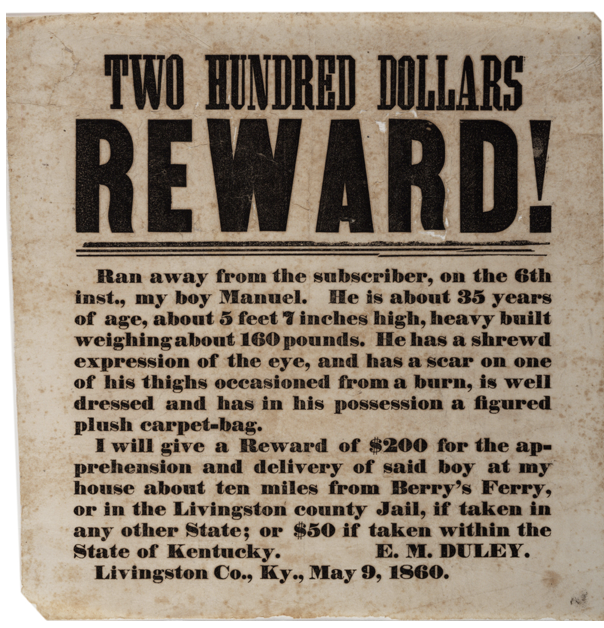 TWO HUNDRED DOLLARS
REWARD!
Ran away from the subscriber, on the 6th
inst., my boy Manuel. He is about 35 years
of age, about 5 feet 7 inches high, heavy built
weighing about 160 pounds. He has a shrewd
expression of the eye, and has a scar on one
of his thighs occasioned from a burn, is well
dressed and has in his possession a figured
plush carpet-bag.
I will give a Reward of $200 for the ap-
prehension and delivery of said boy at my
house about ten miles from Berry's Ferry,
or in the Livingston county Jail, if taken in
any other State; or $50 if taken within the
State of Kentucky. E. M. DULEY.
Livingston Co., Ky., May 9, 1860.